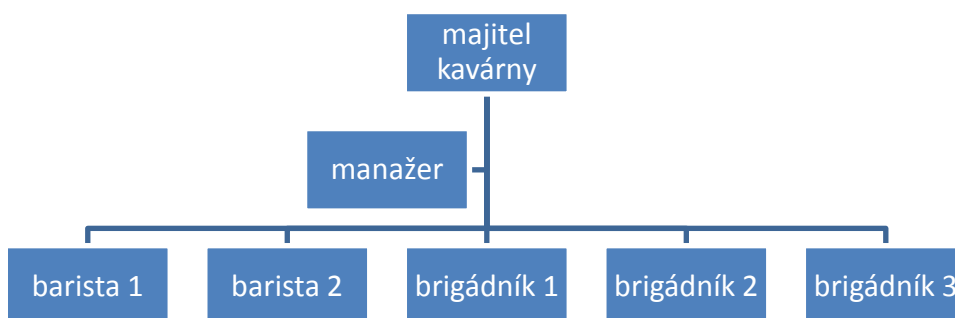 majitel
kavárny
manažer
barista 1
barista 2
brigádník 1
brigádník 2
brigádník 3